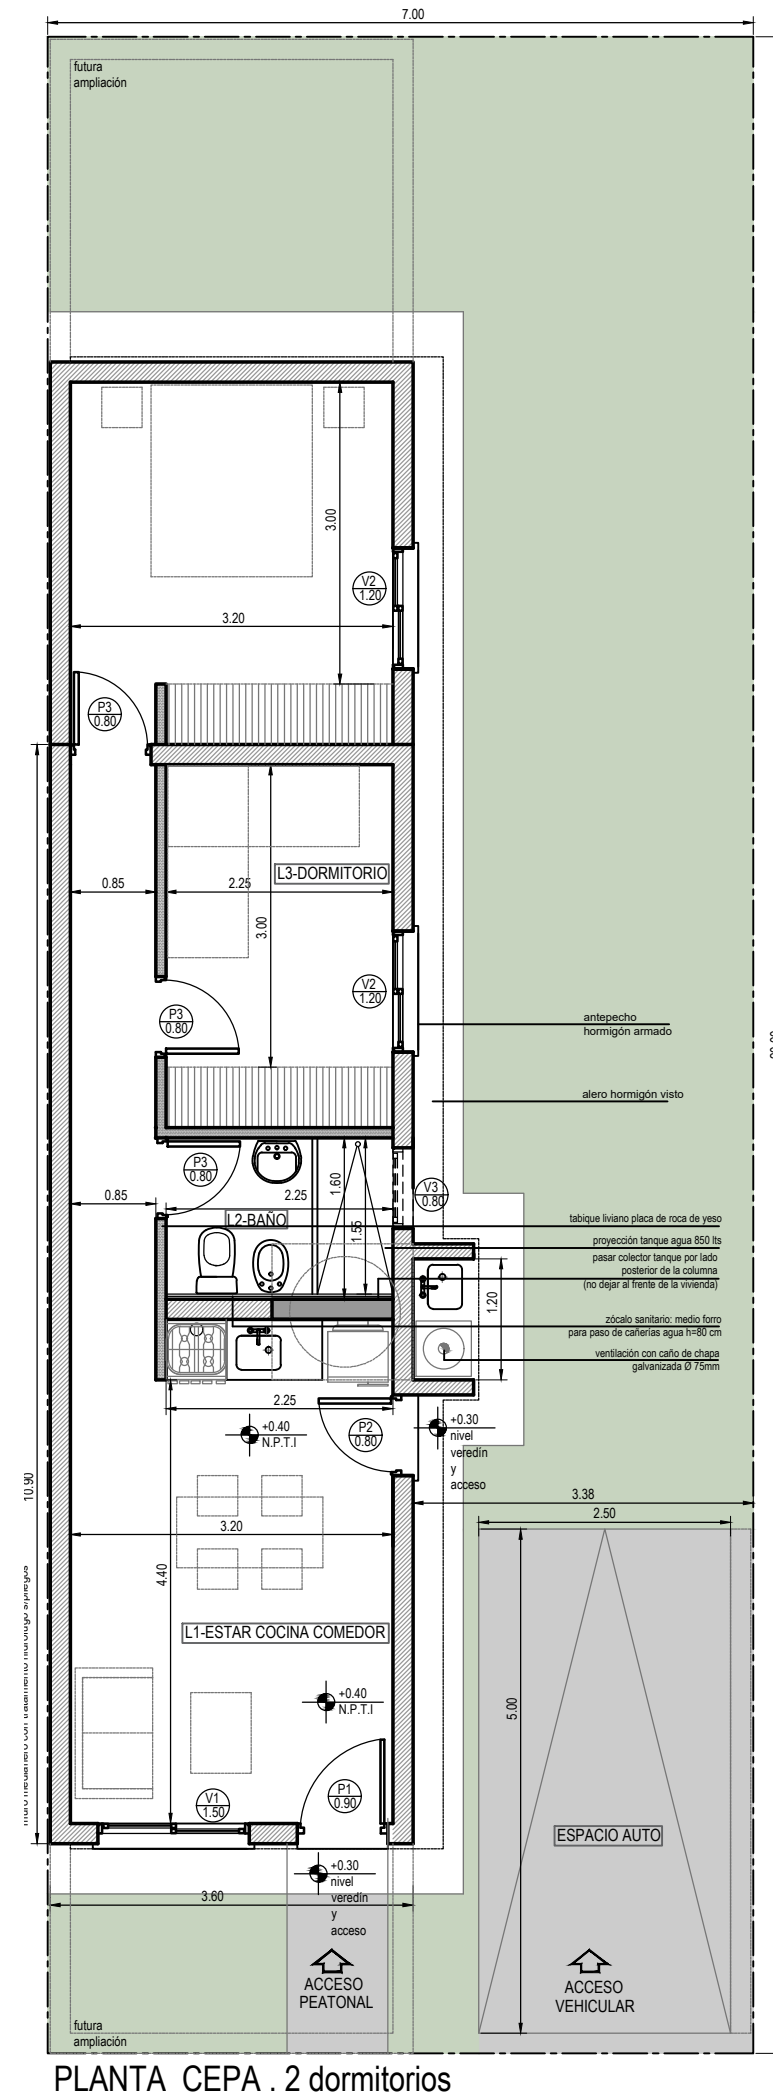 7.00
futura
ampliación
3.00
V2
1.20
3.20
P3
0.80
L3-DORMITORIO
0.85
2.25
3.00
V2
1.20
P3
0.80
antepecho
hormigón armado
alero hormigón visto
P3
0.80
1.60
2.25
1.55
V3
0.80
0.85
L2-BAÑO
tabique liviano placa de roca de yeso
proyección tanque agua 850 lts
pasar colector tanque por lado
posterior de la columna
(no dejar al frente de la vivienda)
1.20
zócalo sanitario: medio forro
para paso de cañerías agua h=80 cm
ventilación con caño de chapa
galvanizada Ø 75mm
2.25
+0.40
N.P.T.I
P2
0.80
+0.30
nivel
veredín
y
acceso
10.90
3.38
2.50
3.20
4.40
L1-ESTAR COCINA COMEDOR
+0.40
N.P.T.I
5.00
V1
1.50
P1
0.90
ESPACIO AUTO
+0.30
nivel
veredín
y
acceso
3.60
ACCESO
PEATONAL
ACCESO
VEHICULAR
futura
ampliación
PLANTA CEPA . 2 dormitorios